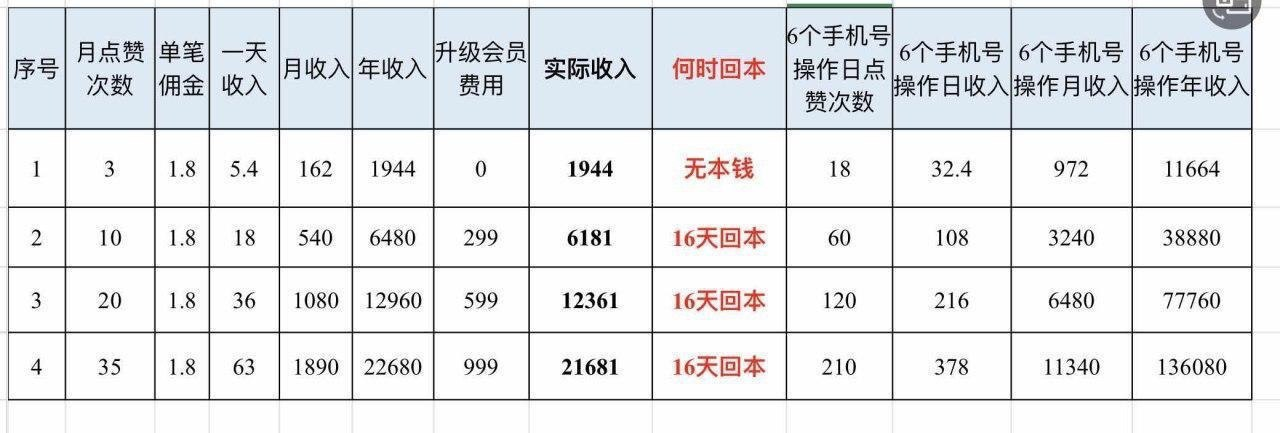 序号 月点赞次数 单笔佣金 一天收入 月收入 年收入 升级会员费用 实际收入 何时回本 6个手机号操作日点赞次数 6个手机号操作日收入 6个手机号操作月收入 6个手机号操作年收入
1 3 1.8 5.4 162 1944 0 1944 无本钱 18 32.4 972 11664
2 10 1.8 18 540 6480 299 6181 16天回本 60 108 3240 38880
3 20 1.8 36 1080 12960 599 12361 16天回本 120 216 6480 77760
4 35 1.8 63 1890 22680 999 21681 16天回本 210 378 11340 136080